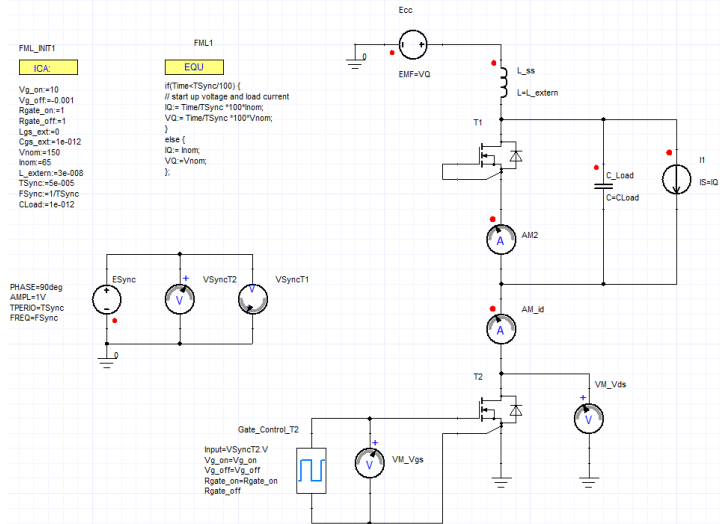 Ecc
0
EMF=VQ
FML_INIT1
ICA:
Vg_on:=10
Vg_off:=-0.001
Rgate_on:=1
Rgate_off:=1
Lgs_ext:=0
Cgs_ext:=1e-012
Vnom:=150
Inom:=65
L_extern:=3e-008
TSync:=5e-005
FSync:=1/TSync
CLoad:=1e-012
FML1
EQU
if(Time<TSync/100) {
// start up voltage and load current
IQ:= Time/TSync *100*Inom;
VQ:= Time/TSync *100*Vnom;
}
else {
IQ:= Inom;
VQ:=Vnom;
};
L_ss
L=L_extern
T1
C_Load
C=CLoad
I1
IS=IQ
A
AM2
A
AM_id
PHASE=90deg
AMPL=1V
TPERIO=TSync
FREQ=FSync
ESync
V
VSyncT2
V
VSyncT1
0
T2
VM_Vds
V
Gate_Control_T2
Input=VSyncT2.V
Vg_on=Vg_on
Vg_off=Vg_off
Rgate_on=Rgate_on
Rgate_off
V
VM_Vgs